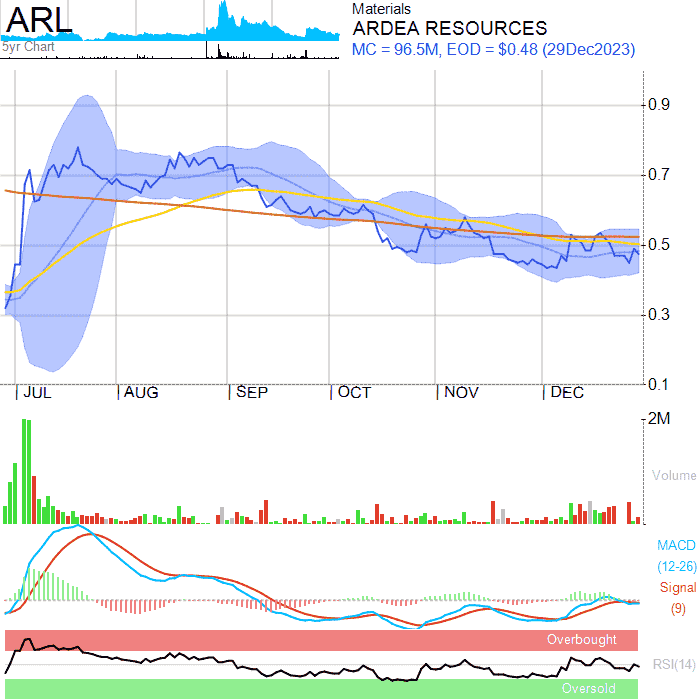 ARL
5yr Chart
Materials
ARDEA RESOURCES
MC = 96.5M, EOD = $0.48 (29Dec2023)
0.9
0.7
0.5
0.3
0.1
JUL AUG SEP OCT NOV DEC
2M
Volume
MACD
(12-26)
Signal
(9)
Overbought
RSI(14)
Oversold